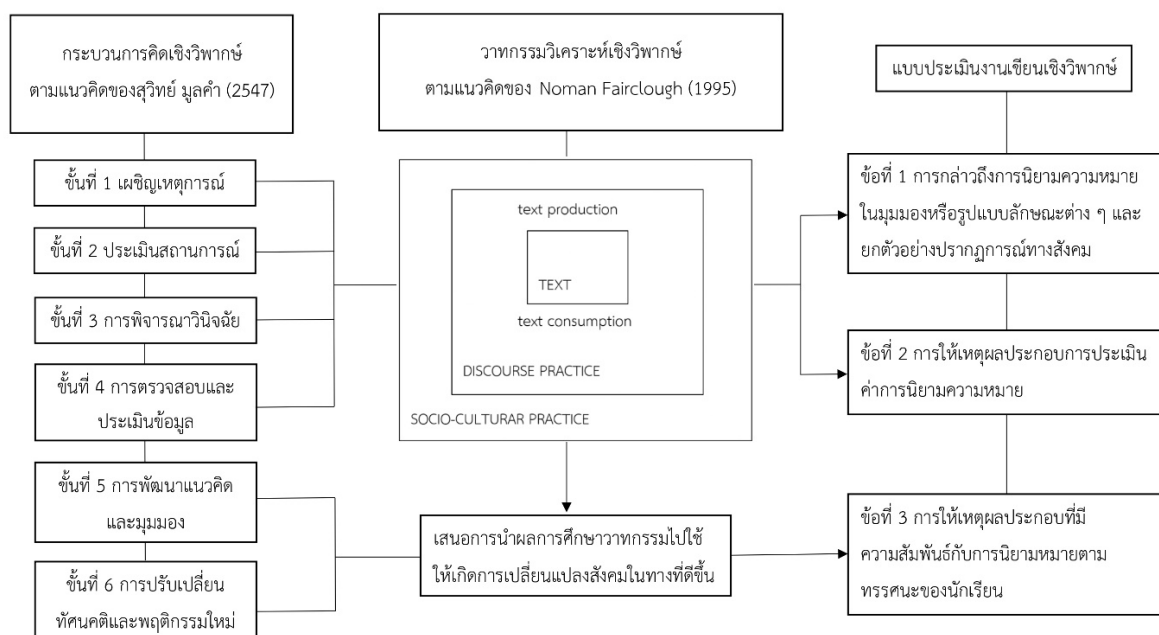 กระบวนการคิดเชิงวิพากษ์
ตามแนวคิดของสุวิทย์ มูลคำ (2547)
ขั้นที่ 1 เผชิญเหตุการณ์
ขั้นที่ 2 ประเมินสถานการณ์
ขั้นที่ 3 การพิจารณาวินิจฉัย
ขั้นที่ 4 การตรวจสอบและ
ประเมินข้อมูล
ขั้นที่ 5 การพัฒนาแนวคิด
และมุมมอง
ขั้นที่ 6 การปรับเปลี่ยน
ทัศนคติและพฤติกรรมใหม่
วาทกรรมวิเคราะห์เชิงวิพากษ์
ตามแนวคิดของ Noman Fairclough (1995)
text production
TEXT
text consumption
DISCOURSE PRACTICE
SOCIO-CULTURAR PRACTICE
เสนอการนำผลการศึกษาวาทกรรมไปใช้
ให้เกิดการเปลี่ยนแปลงสังคมในทางที่ดีขึ้น
แบบประเมินงานเขียนเชิงวิพากษ์
ข้อที่ 1 การกล่าวถึงการนิยามความหมาย
ในมุมมองหรือรูปแบบลักษณะต่าง ๆ และ
ยกตัวอย่างปรากฏการณ์ทางสังคม
ข้อที่ 2 การให้เหตุผลประกอบการประเมิน
ค่าการนิยามความหมาย
ข้อที่ 3 การให้เหตุผลประกอบที่มี
ความสัมพันธ์กับการนิยามหมายตาม
ทรรศนะของนักเรียน